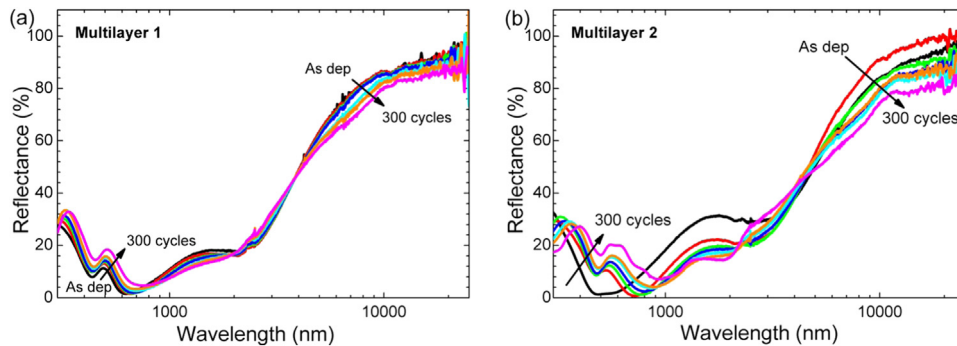 (a)
Multilayer 1
As dep
300 cycles
300 cycles
As dep
Reflectance (%)
100
80
60
40
20
0
1000
10000
Wavelength (nm)
(b)
Multilayer 2
As dep
300 cycles
300 cycles
Reflectance (%)
100
80
60
40
20
0
1000
10000
Wavelength (nm)